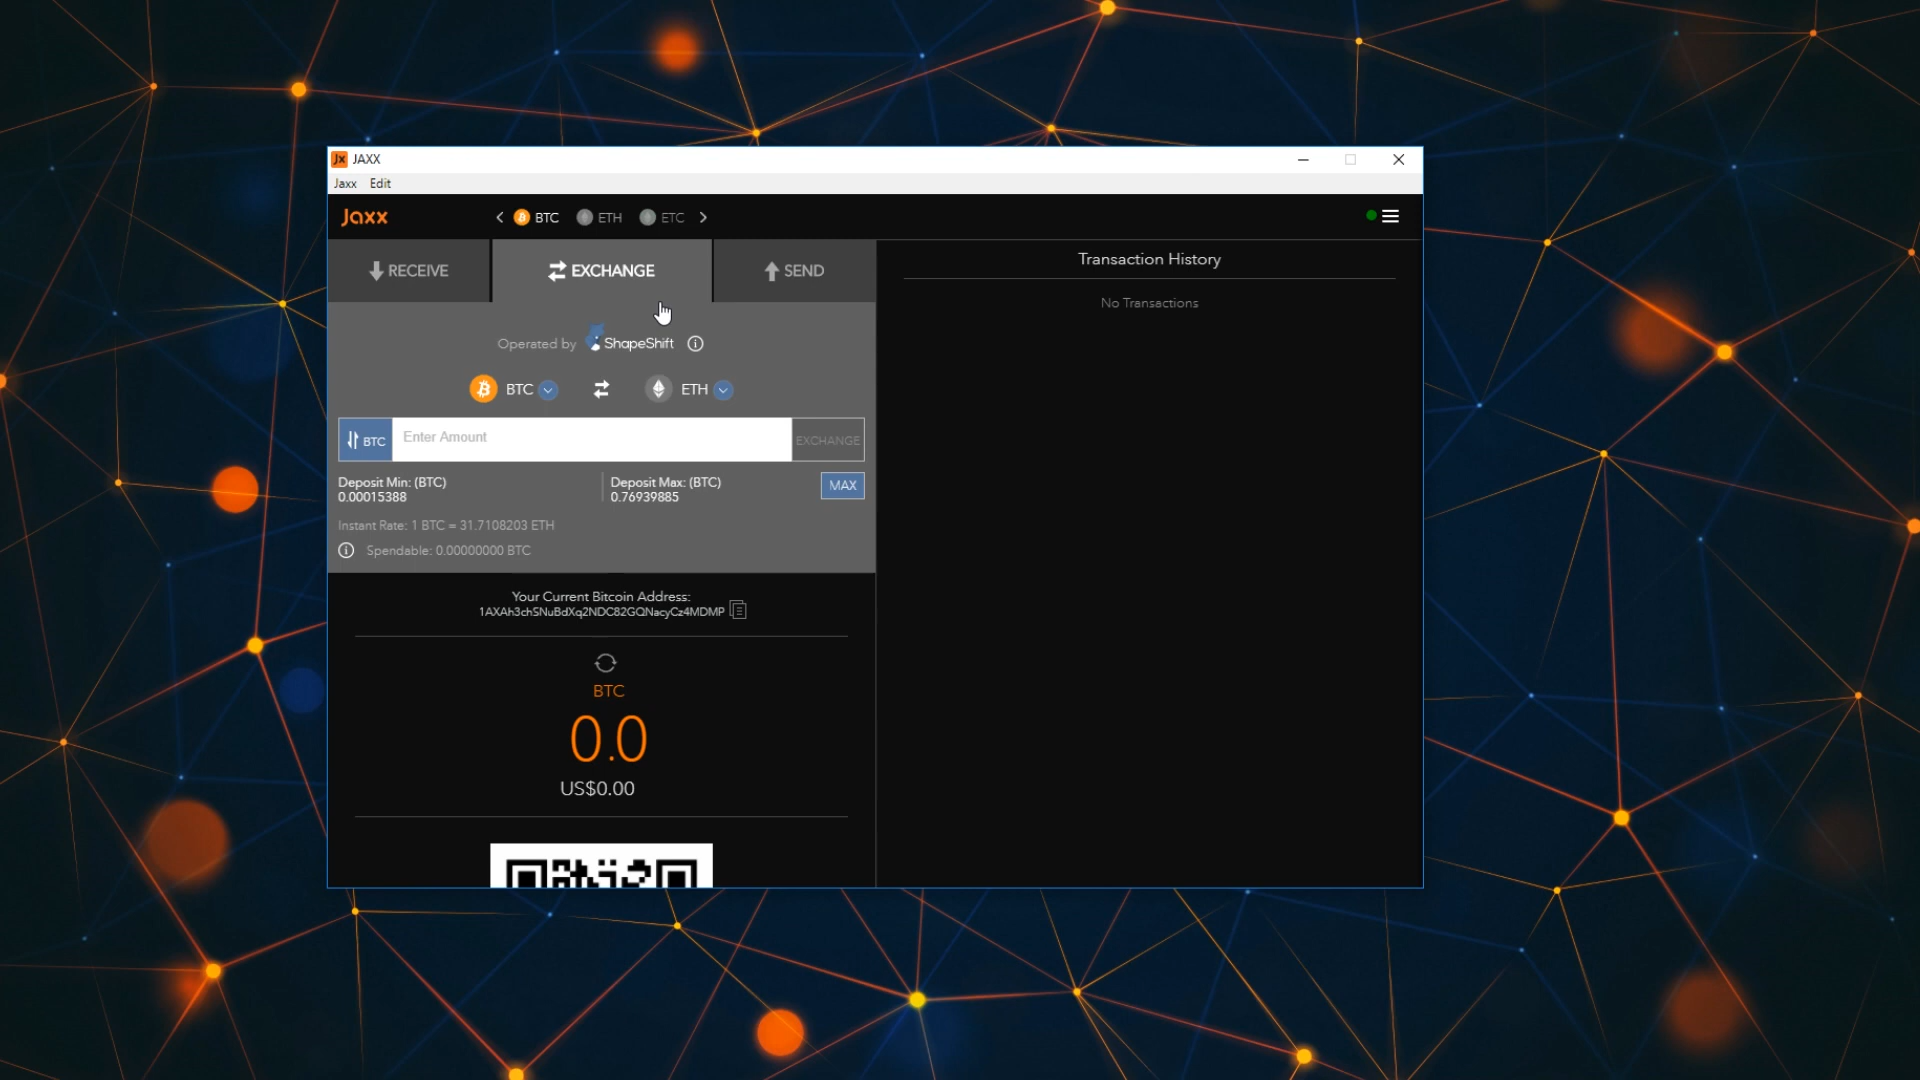 Jx JAXX
Jaxx Edit
Jaxx
BTC ETH ETC
RECEIVE EXCHANGE SEND
Operated by ShapeShift
BTC ETH
BTC Enter Amount EXCHANGE
Deposit Min: (BTC)
0.00015388
Deposit Max: (BTC)
0.76939885
MAX
Instant Rate: 1 BTC = 31.7108203 ETH
Spendable: 0.00000000 BTC
Your Current Bitcoin Address:
1AXAh3chSNuBdXq2NDC82GQNacyCz4MDMP
BTC
0.0
US$0.00
Transaction History
No Transactions